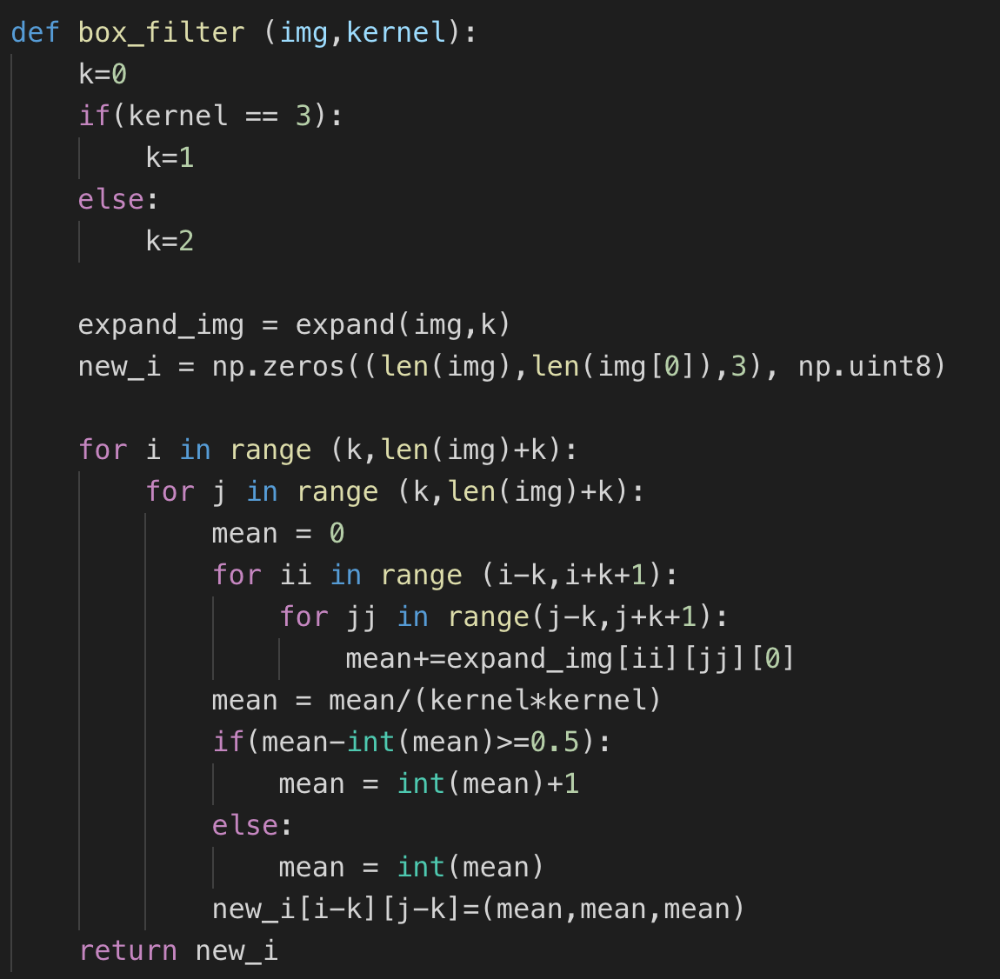 def box_filter (img,kernel):
    k=0
    if(kernel == 3):
        k=1
    else:
        k=2

    expand_img = expand(img,k)
    new_i = np.zeros((len(img),len(img[0]),3), np.uint8)

    for i in range (k,len(img)+k):
        for j in range (k,len(img)+k):
            mean = 0
            for ii in range (i-k,i+k+1):
                for jj in range(j-k,j+k+1):
                    mean+=expand_img[ii][jj][0]
            mean = mean/(kernel*kernel)
            if(mean-int(mean)>=0.5):
                mean = int(mean)+1
            else:
                mean = int(mean)
            new_i[i-k][j-k]=(mean,mean,mean)
    return new_i